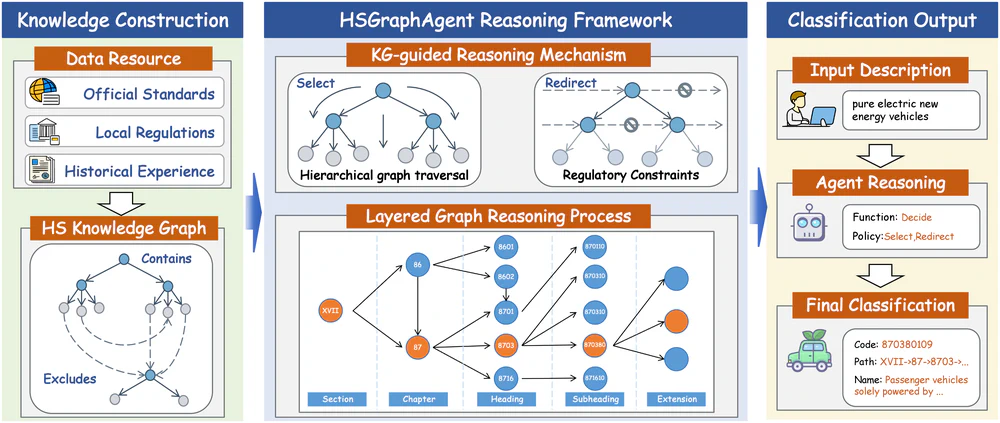 Knowledge Construction
Data Resource
Official Standards
Local Regulations
Historical Experience
HS Knowledge Graph
Contains
Excludes
HSGraphAgent Reasoning Framework
KG-guided Reasoning Mechanism
Select
Hierarchical graph traversal
Redirect
Regulatory Constraints
Layered Graph Reasoning Process
XVII
86
87
8601
8602
8701
8703
8716
870110
870310
870310
870380
871610
Section
Chapter
Heading
Subheading
Extension
Classification Output
Input Description
pure electric new
energy vehicles
Agent Reasoning
Function: Decide
Policy:Select,Redirect
Final Classification
Code: 870380109
Path: XVII->87->8703->...
Name: Passenger vehicles
solely powered by ...